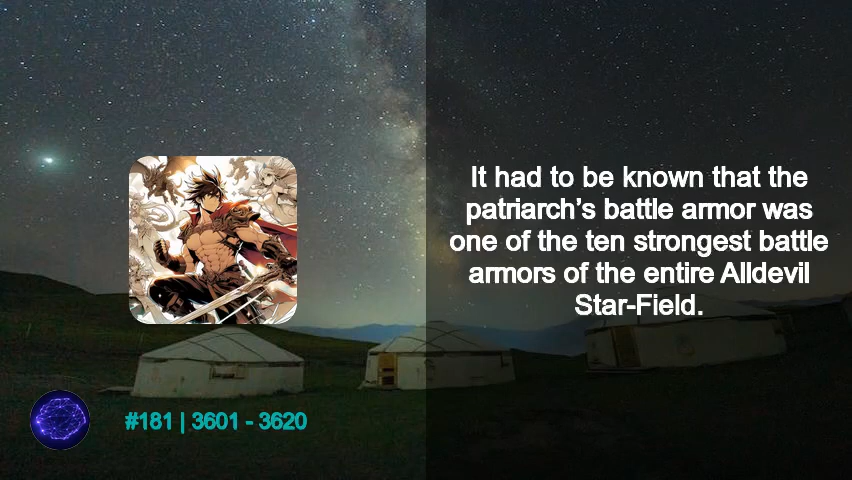 It had to be known that the
patriarch’s battle armor was
one of the ten strongest battle
armors of the entire Alldevil
Star-Field.
#181 | 3601 - 3620